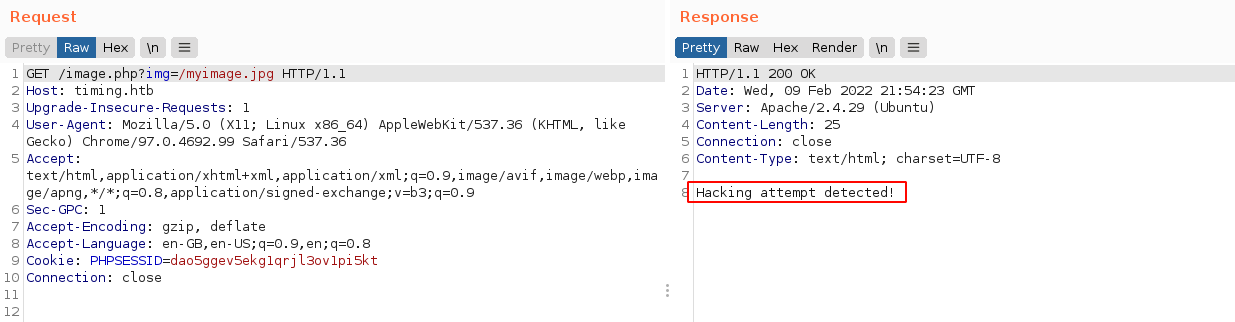 Request
Pretty Raw Hex \n
1 GET /image.php?img=/myimage.jpg HTTP/1.1
2 Host: timing.htb
3 Upgrade-Insecure-Requests: 1
4 User-Agent: Mozilla/5.0 (X11; Linux x86_64) AppleWebKit/537.36 (KHTML, like
Gecko) Chrome/97.0.4692.99 Safari/537.36
5 Accept:
text/html,application/xhtml+xml,application/xml;q=0.9,image/avif,image/webp,ima
ge/apng,*/*;q=0.8,application/signed-exchange;v=b3;q=0.9
6 Sec-GPC: 1
7 Accept-Encoding: gzip, deflate
8 Accept-Language: en-GB,en-US;q=0.9,en;q=0.8
9 Cookie: PHPSESSID=dao5ggev5ekg1qrjl3ov1pi5kt
10 Connection: close
11
12
Response
Pretty Raw Hex Render \n
1 HTTP/1.1 200 OK
2 Date: Wed, 09 Feb 2022 21:54:23 GMT
3 Server: Apache/2.4.29 (Ubuntu)
4 Content-Length: 25
5 Connection: close
6 Content-Type: text/html; charset=UTF-8
7
8 Hacking attempt detected!